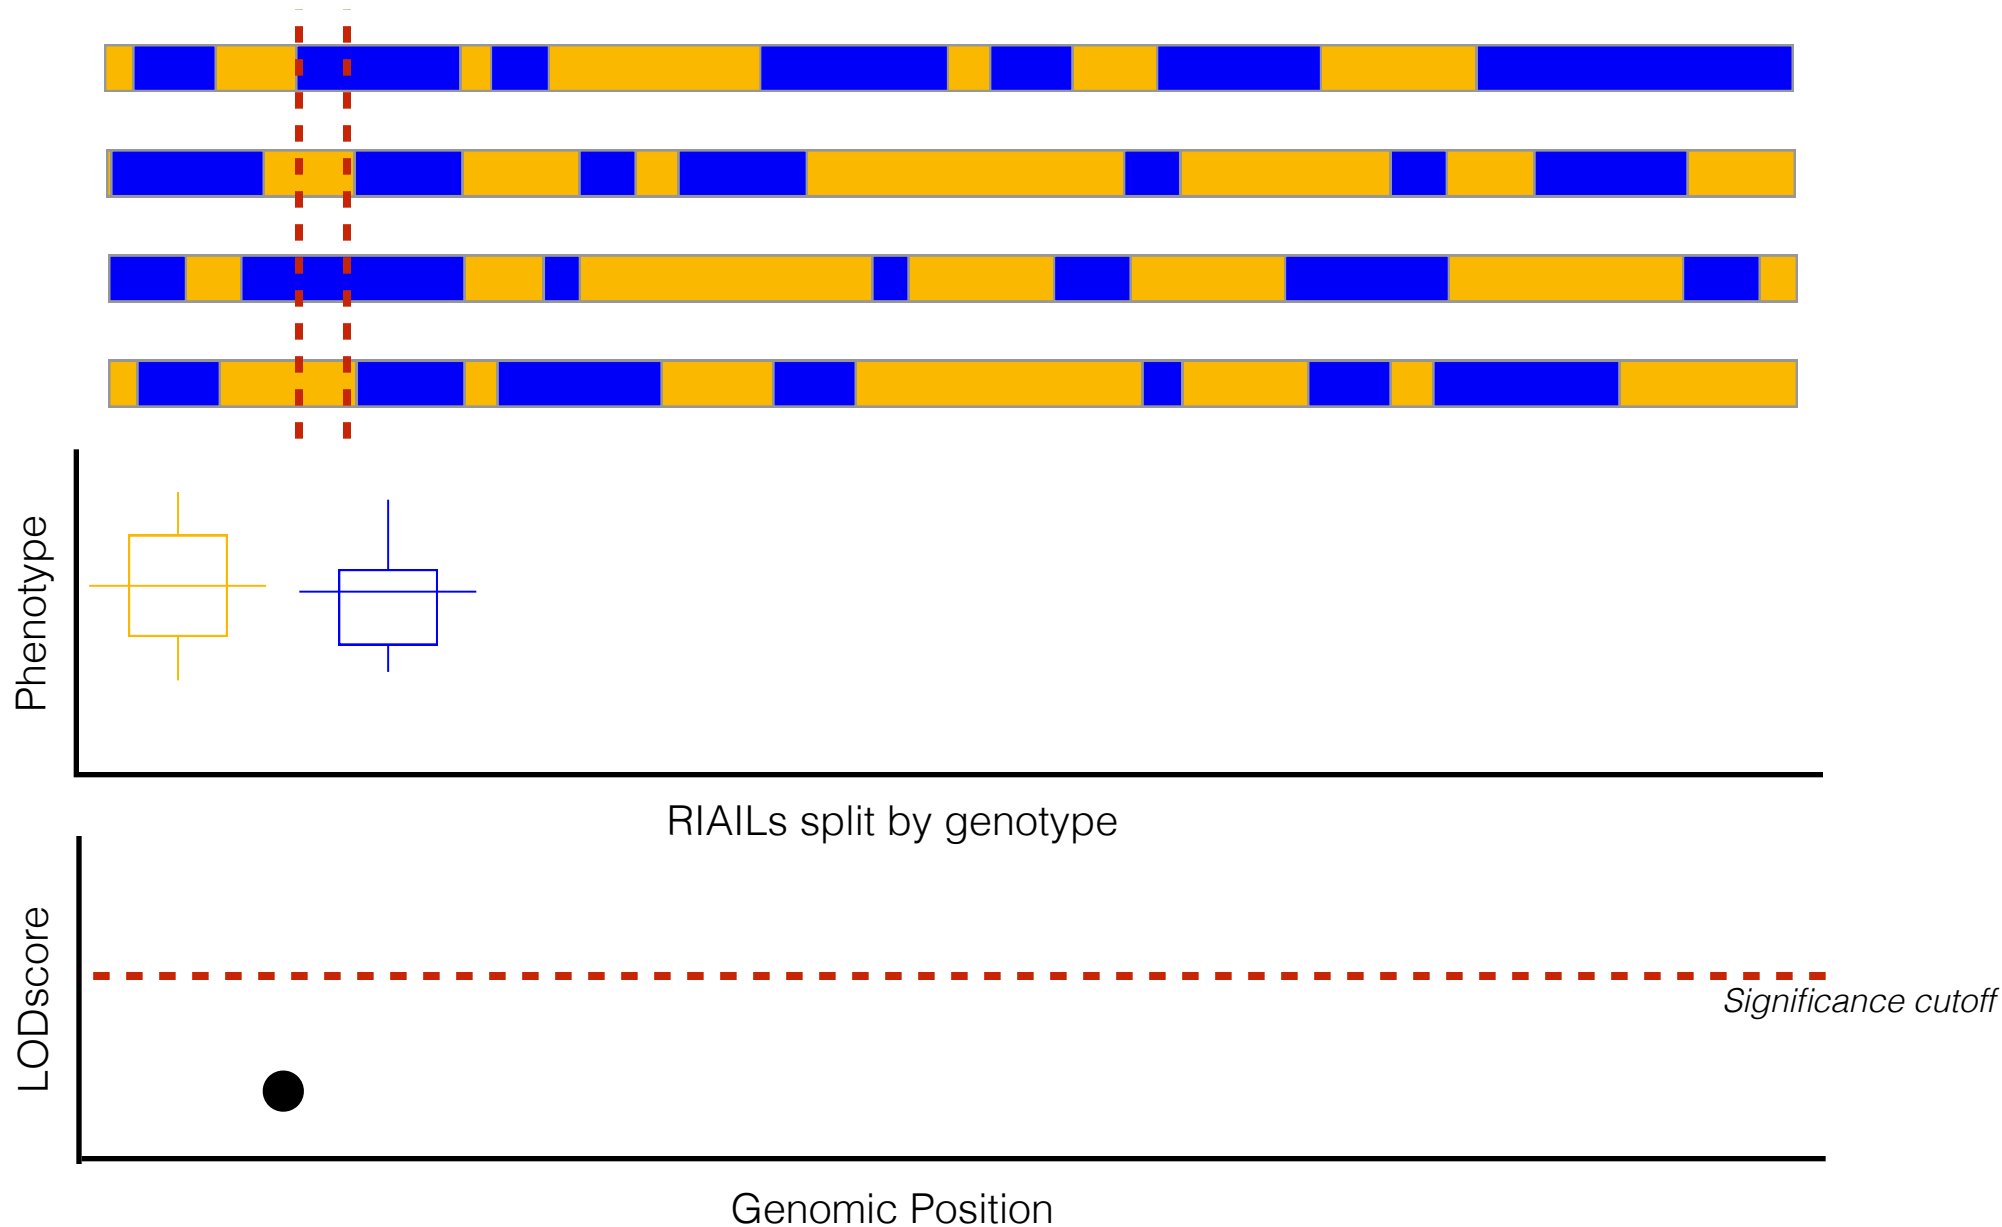 Phenotype
RIAILs split by genotype
LODscore
Significance cutoff
Genomic Position